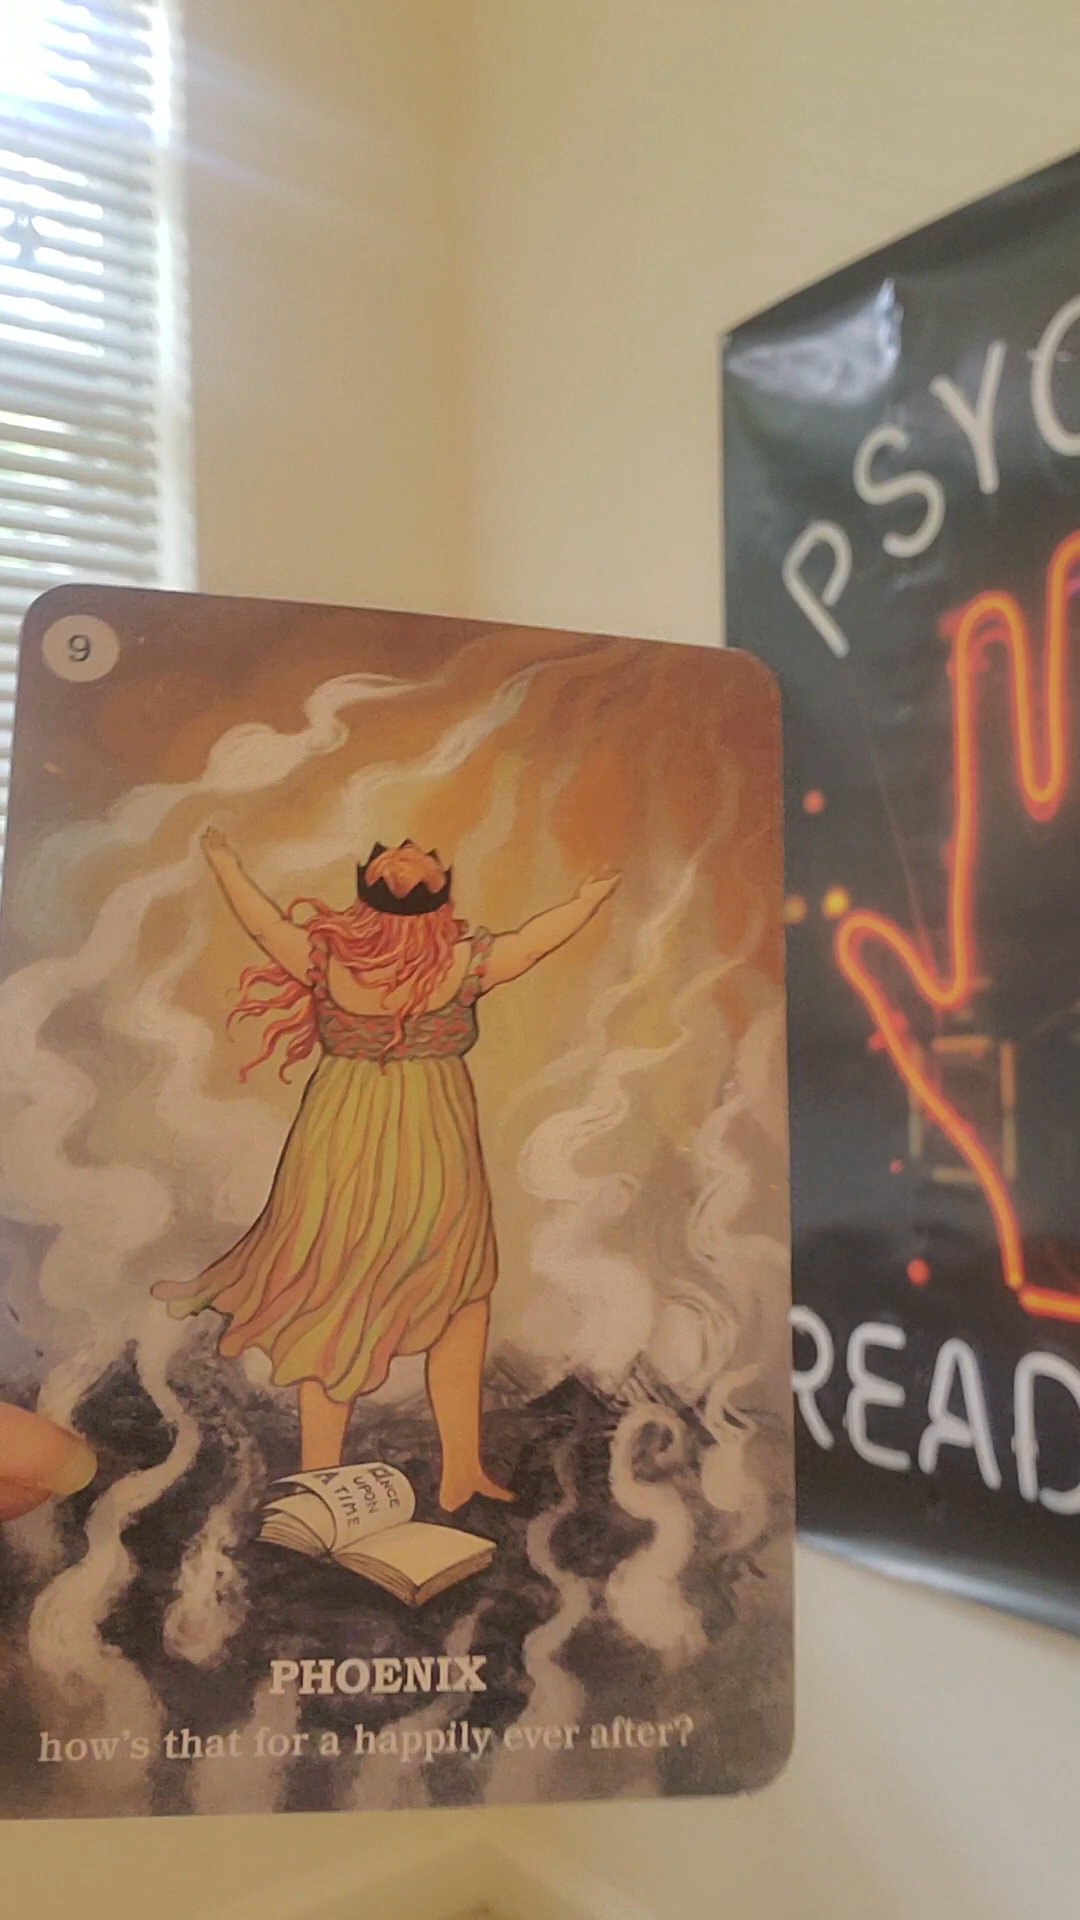 PSYC
9
READ
ONCE
UPON
A TIME
PHOENIX
how's that for a happily ever after?